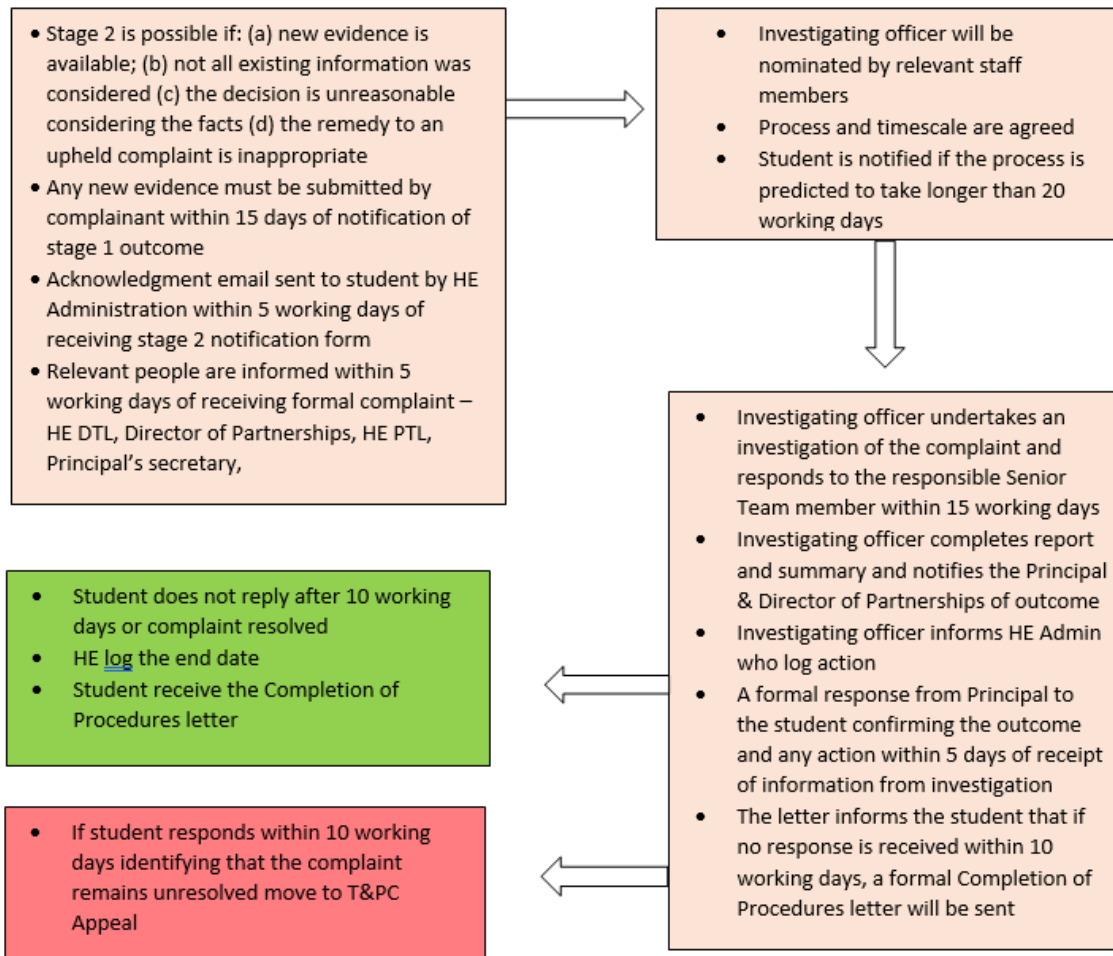 • Stage 2 is possible if: (a) new evidence is
available; (b) not all existing information was
considered (c) the decision is unreasonable
considering the facts (d) the remedy to an
upheld complaint is inappropriate
• Any new evidence must be submitted by
complainant within 15 days of notification of
stage 1 outcome
• Acknowledgment email sent to student by HE
Administration within 5 working days of
receiving stage 2 notification form
• Relevant people are informed within 5
working days of receiving formal complaint –
HE DTL, Director of Partnerships, HE PTL,
Principal’s secretary,
• Investigating officer will be
nominated by relevant staff
members
• Process and timescale are agreed
• Student is notified if the process is
predicted to take longer than 20
working days
• Investigating officer undertakes an
investigation of the complaint and
responds to the responsible Senior
Team member within 15 working days
• Investigating officer completes report
and summary and notifies the Principal
& Director of Partnerships of outcome
• Investigating officer informs HE Admin
who log action
• A formal response from Principal to
the student confirming the outcome
and any action within 5 days of receipt
of information from investigation
• The letter informs the student that if
no response is received within 10
working days, a formal Completion of
Procedures letter will be sent
• Student does not reply after 10 working
days or complaint resolved
• HE log the end date
• Student receive the Completion of
Procedures letter
• If student responds within 10 working
days identifying that the complaint
remains unresolved move to T&PC
Appeal